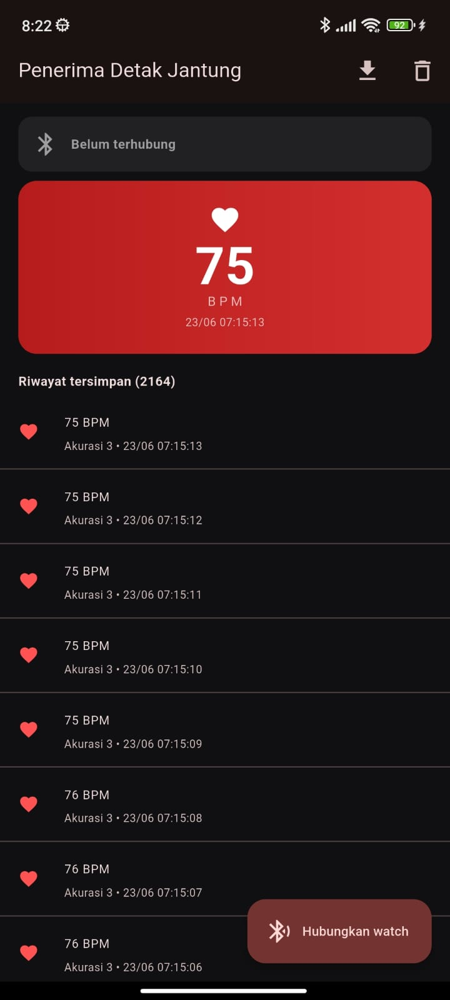 8:22
92
Penerima Detak Jantung
Belum terhubung
75
BPM
23/06 07:15:13
Riwayat tersimpan (2164)
75 BPM
Akurasi 3 • 23/06 07:15:13
75 BPM
Akurasi 3 • 23/06 07:15:12
75 BPM
Akurasi 3 • 23/06 07:15:11
75 BPM
Akurasi 3 • 23/06 07:15:10
75 BPM
Akurasi 3 • 23/06 07:15:09
76 BPM
Akurasi 3 • 23/06 07:15:08
76 BPM
Akurasi 3 • 23/06 07:15:07
76 BPM
Akurasi 3 • 23/06 07:15:06
Hubungkan watch